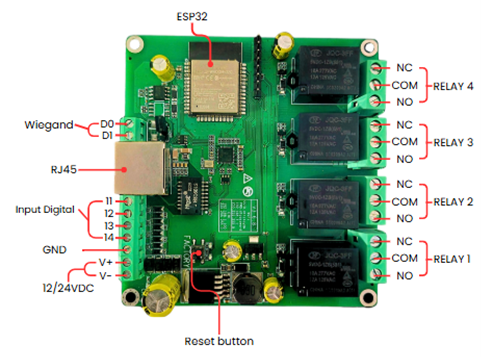 ESP32
Wiegand
D0
D1
RJ45
Input Digital
I1
I2
I3
I4
GND
V+
V-
12/24VDC
Reset button
FACTORY
NC
COM
NO
RELAY 4
NC
COM
NO
RELAY 3
NC
COM
NO
RELAY 2
NC
COM
NO
RELAY 1